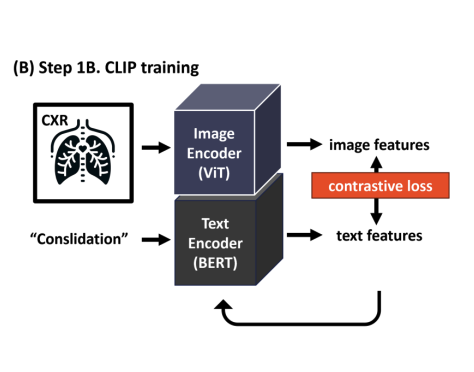 (B) Step 1B. CLIP training
CXR
Image
Encoder
(ViT)
image features
contrastive loss
“Conslidation”
Text
Encoder
(BERT)
text features